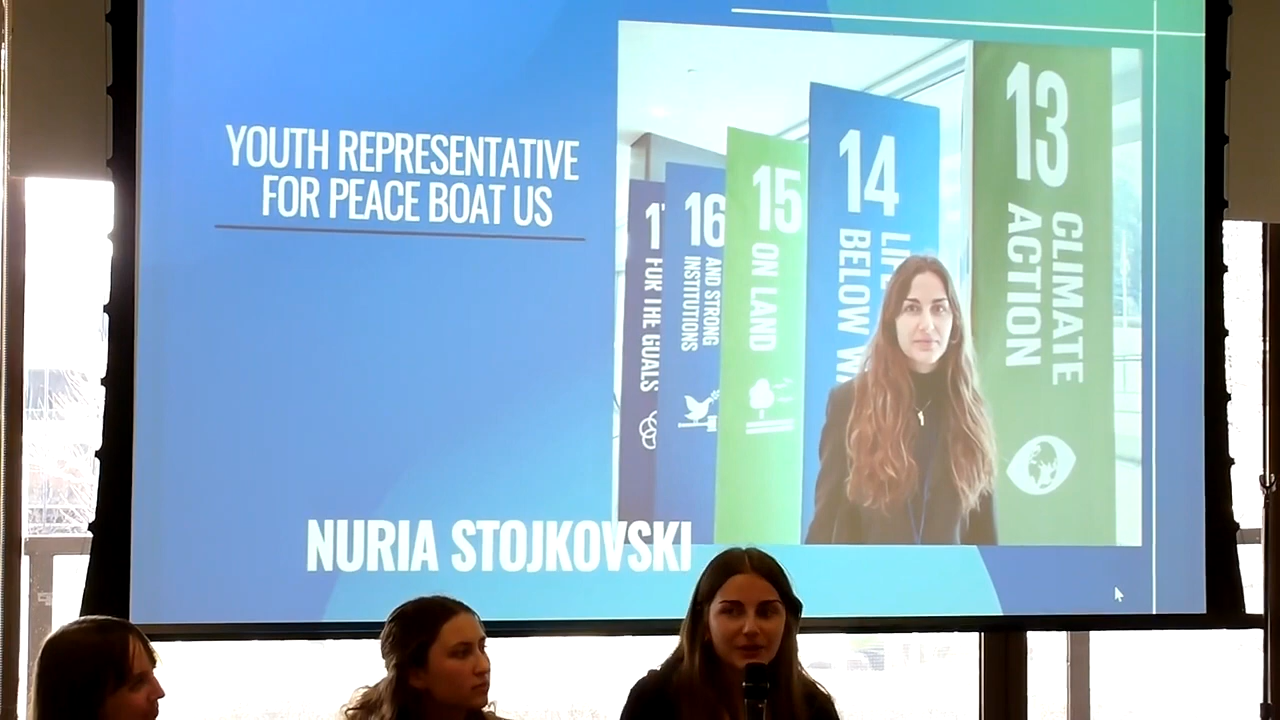 YOUTH REPRESENTATIVE
FOR PEACE BOAT US
NURIA STOJKOVSKI
FOR THE GOALS
16
AND STRONG
INSTITUTIONS
15
ON LAND
14
BELOW
13
CLIMATE
ACTION